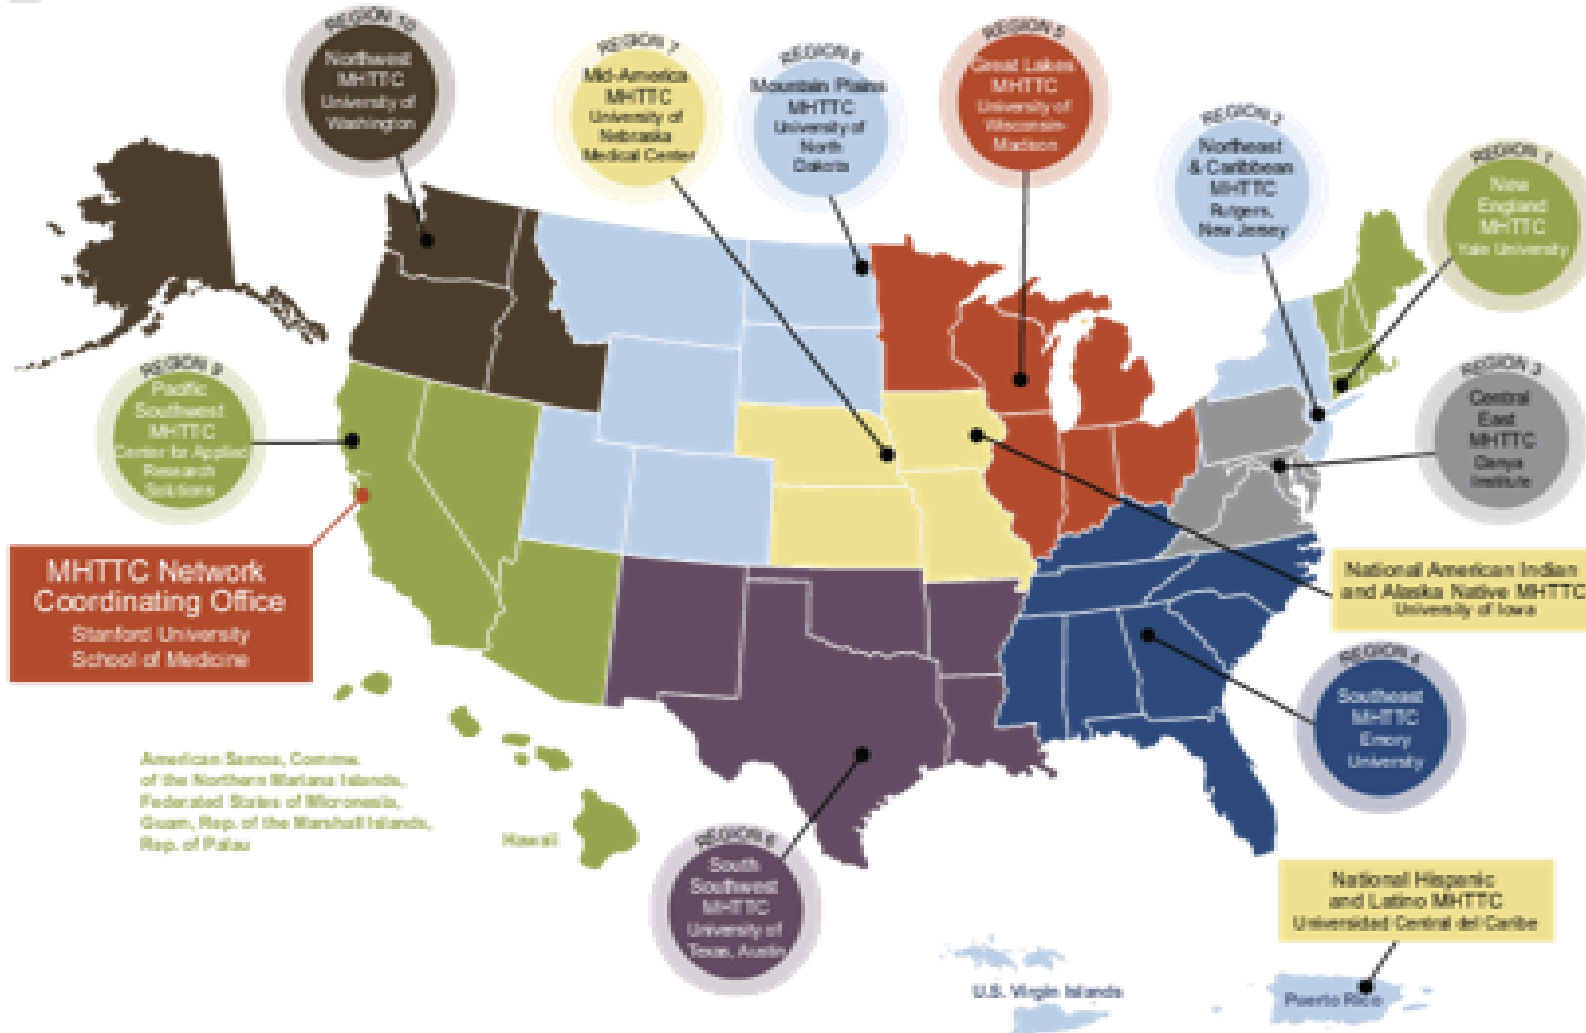 REGION 10
Northwest
MHTTC
University of
Washington
REGION 7
Mid-America
MHTTC
University of
Nebraska
Medical Center
REGION 8
Mountain Plains
MHTTC
University of
North
Dakota
REGION 5
Great Lakes
MHTTC
University of
Wisconsin-
Madison
REGION 2
Northeast
& Caribbean
MHTTC
Rutgers,
New Jersey
REGION 1
New
England
MHTTC
Yale University
REGION 9
Pacific
Southwest
MHTTC
Center for Applied
Research
Solutions
REGION 3
Central
East
MHTTC
Danya
Institute
MHTTC Network
Coordinating Office
Stanford University
School of Medicine
National American Indian
and Alaska Native MHTTC
University of Iowa
REGION 4
Southeast
MHTTC
Emory
University
American Samoa, Comm.
of the Northern Mariana Islands,
Federated States of Micronesia,
Guam, Rep. of the Marshall Islands,
Rep. of Palau
Hawaii
REGION 6
South
Southwest
MHTTC
University of
Texas, Austin
National Hispanic
and Latino MHTTC
Universidad Central del Caribe
U.S. Virgin Islands
Puerto Rico